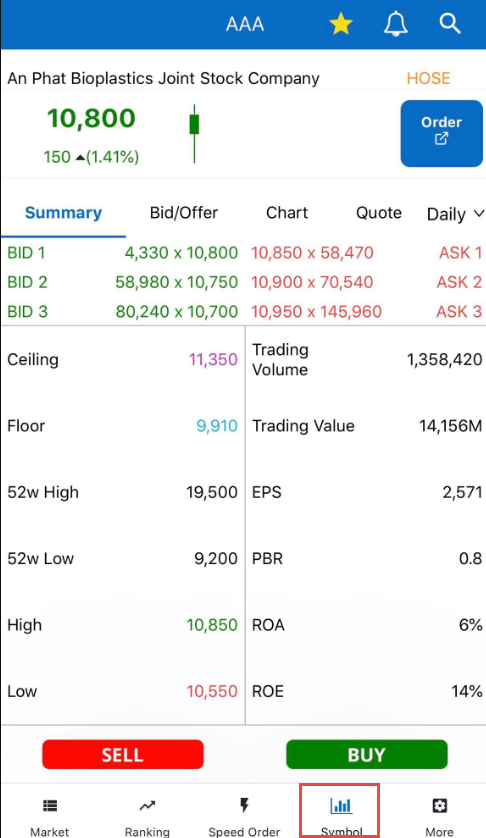 AAA
An Phat Bioplastics Joint Stock Company HOSE
10,800
150 (1.41%)
Order
Summary Bid/Offer Chart Quote Daily
BID 1 4,330 x 10,800 10,850 x 58,470 ASK 1
BID 2 58,980 x 10,750 10,900 x 70,540 ASK 2
BID 3 80,240 x 10,700 10,950 x 145,960 ASK 3
Ceiling 11,350 Trading Volume 1,358,420
Floor 9,910 Trading Value 14,156M
52w High 19,500 EPS 2,571
52w Low 9,200 PBR 0.8
High 10,850 ROA 6%
Low 10,550 ROE 14%
SELL BUY
Market Ranking Speed Order Symbol More